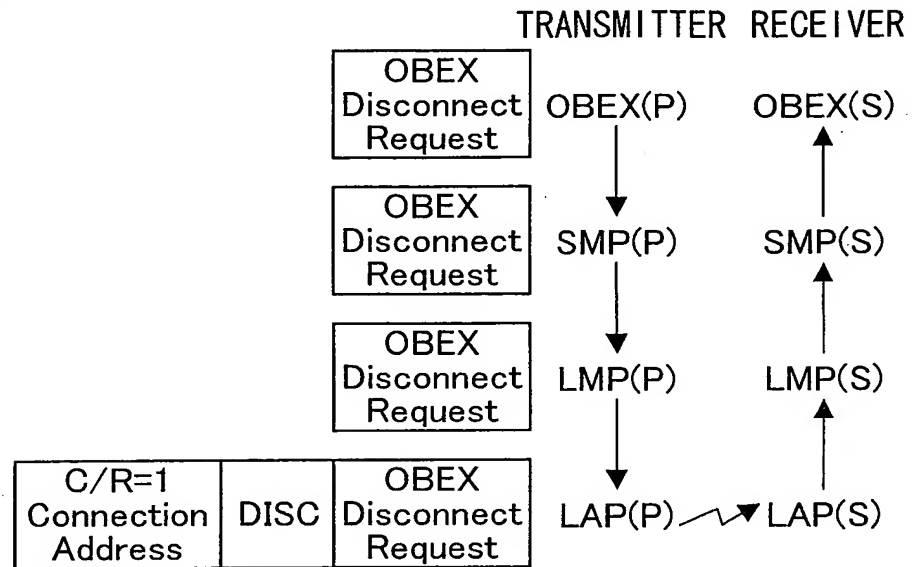 TRANSMITTER RECEIVER
OBEX
Disconnect
Request
OBEX(P)
OBEX(S)
OBEX
Disconnect
Request
SMP(P)
SMP(S)
OBEX
Disconnect
Request
LMP(P)
LMP(S)
C/R=1
Connection
Address
DISC
OBEX
Disconnect
Request
LAP(P)
LAP(S)